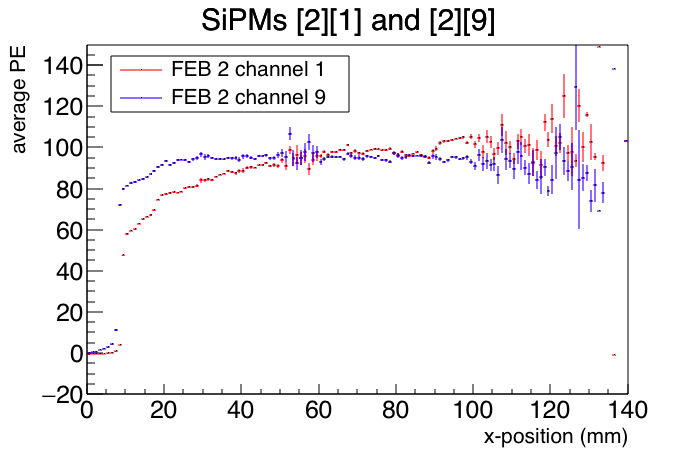 SiPMs [2][1] and [2][9]
average PE
FEB 2 channel 1
FEB 2 channel 9
140
120
100
80
60
40
20
0
−20
0 20 40 60 80 100 120 140
x-position (mm)